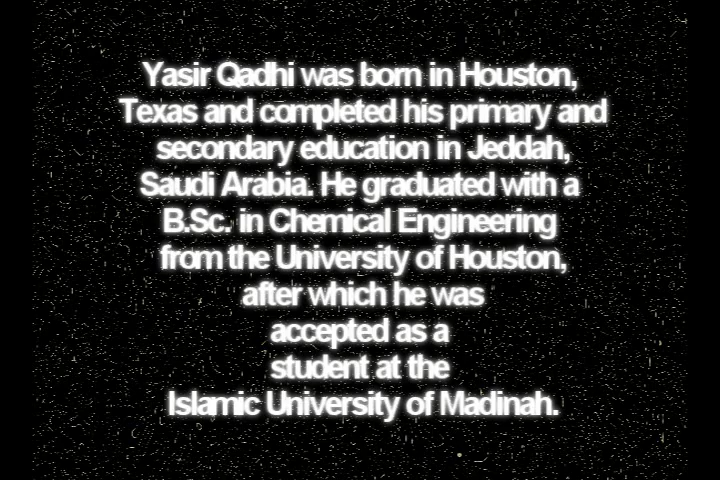 Yasir Qadhi was born in Houston,
Texas and completed his primary and
secondary education in Jeddah,
Saudi Arabia. He graduated with a
B.Sc. in Chemical Engineering
from the University of Houston,
after which he was
accepted as a
student at the
Islamic University of Madinah.